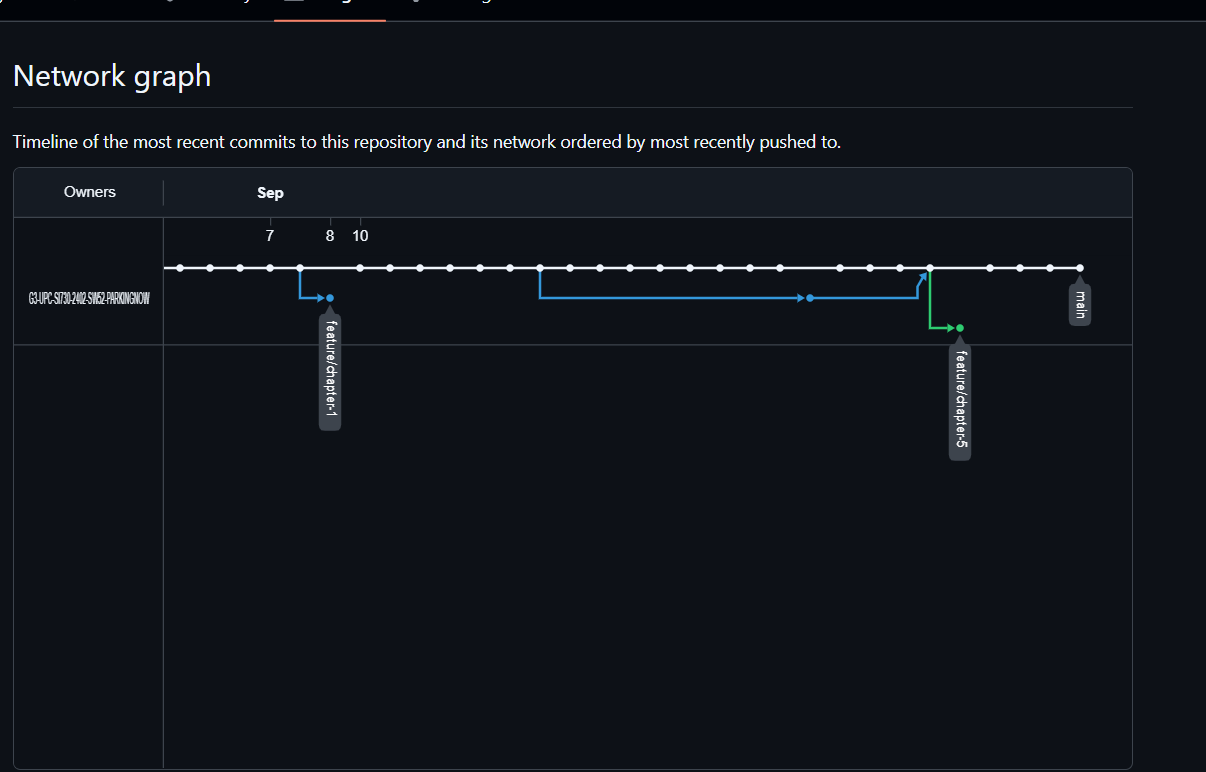 Network graph
Timeline of the most recent commits to this repository and its network ordered by most recently pushed to.
Owners
Sep
7
8
10
G3-UPC-SI730-2402-SW52-PARKINGNOW
main
feature/chapter-1
feature/chapter-5